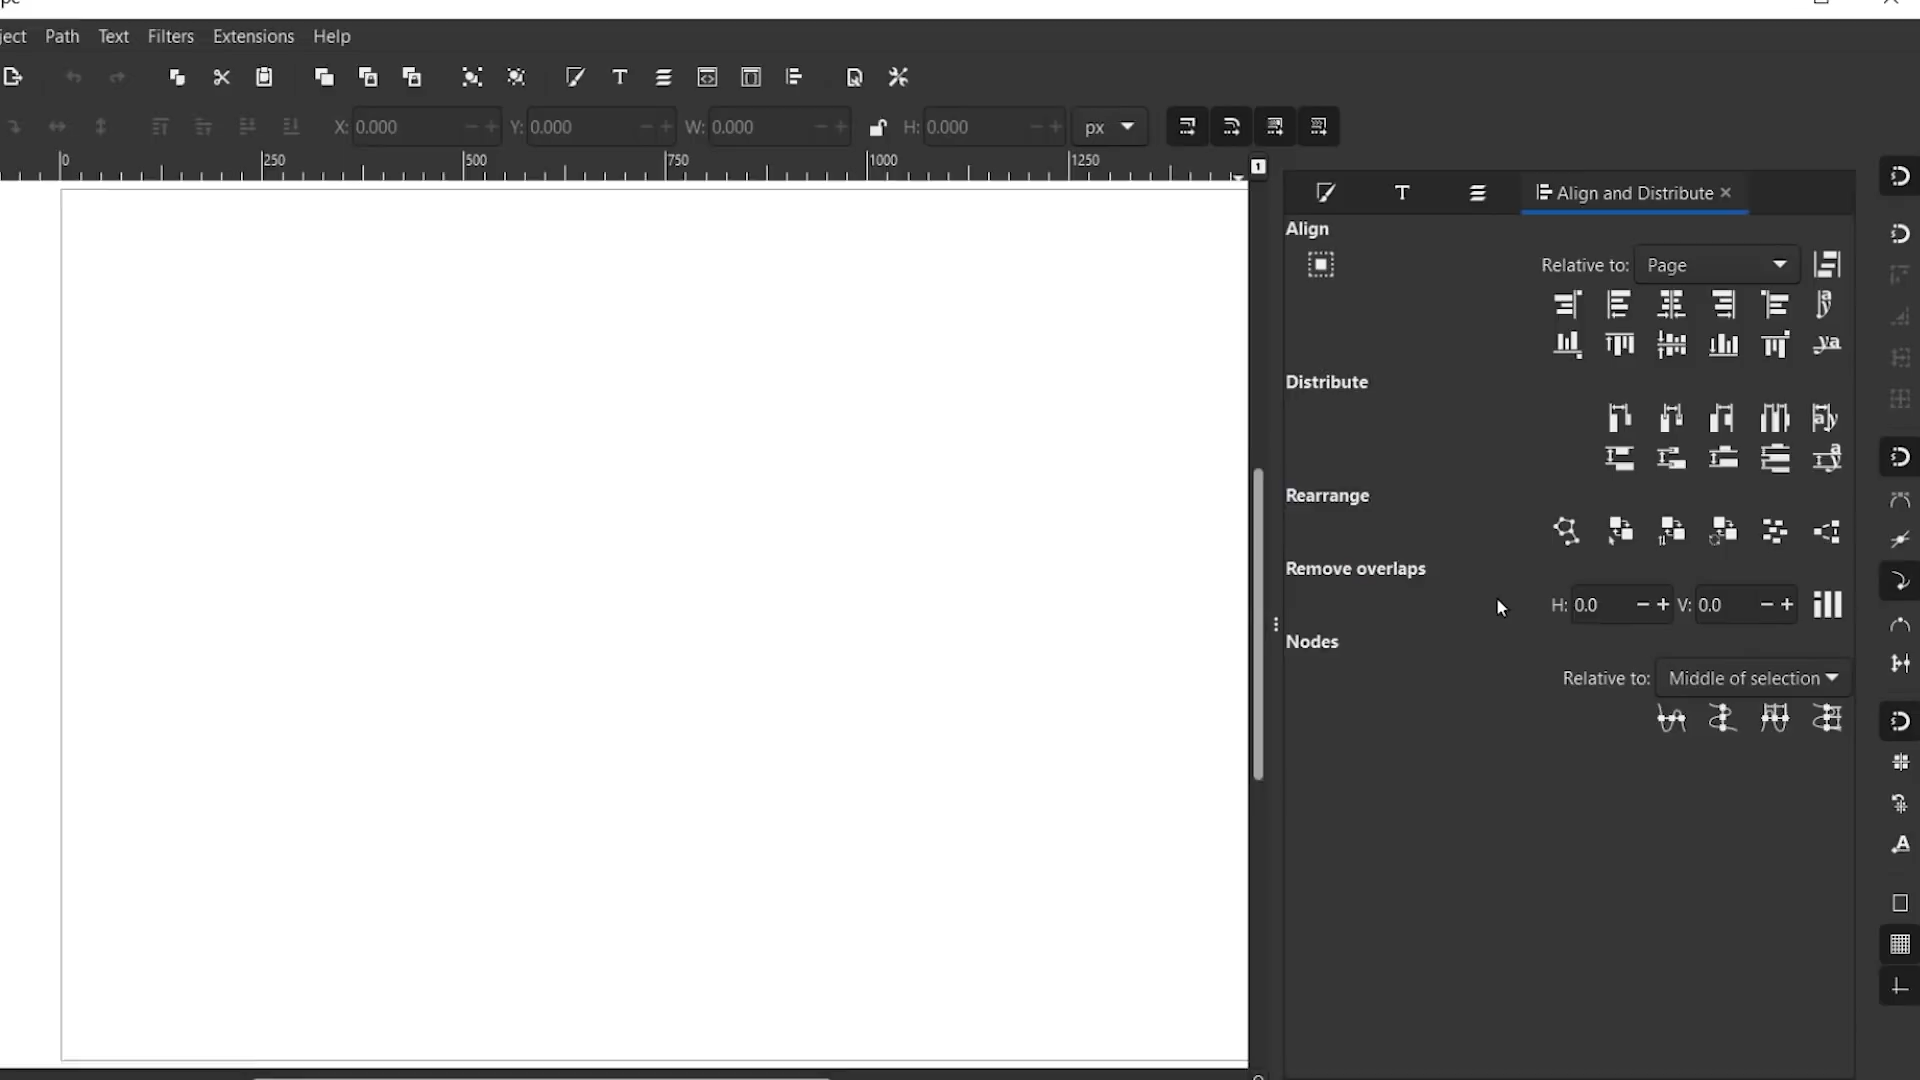 pe
ject Path Text Filters Extensions Help
X: 0.000 Y: 0.000 W: 0.000 H: 0.000 px
0 250 500 750 1000 1250
1
Align and Distribute
Align
Relative to: Page
Distribute
Rearrange
Remove overlaps
H: 0.0 V: 0.0
Nodes
Relative to: Middle of selection